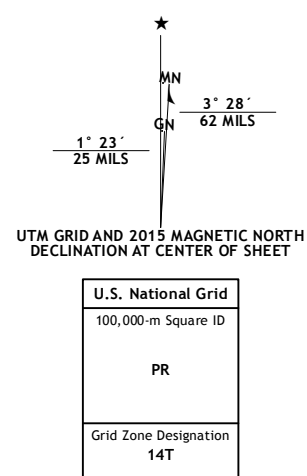 ★
MN
GN
3° 28´
62 MILS
1° 23´
25 MILS
UTM GRID AND 2015 MAGNETIC NORTH
DECLINATION AT CENTER OF SHEET
U.S. National Grid
100,000-m Square ID
PR
Grid Zone Designation
14T